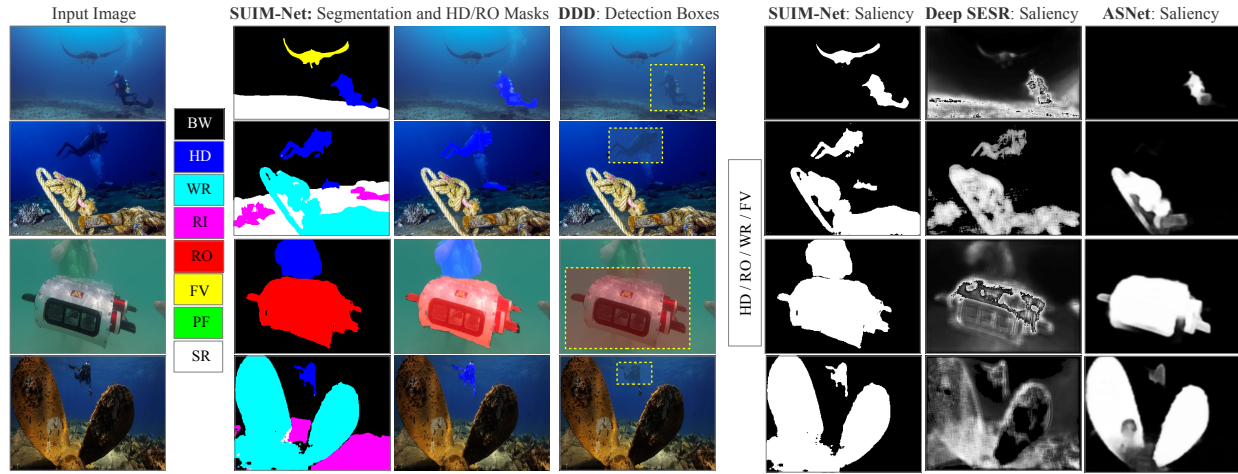 Input Image
SUIM-Net: Segmentation and HD/RO Masks
DDD: Detection Boxes
SUIM-Net: Saliency
Deep SESR: Saliency
ASNet: Saliency
BW
HD
WR
RI
RO
FV
PF
SR
HD / RO / WR / FV